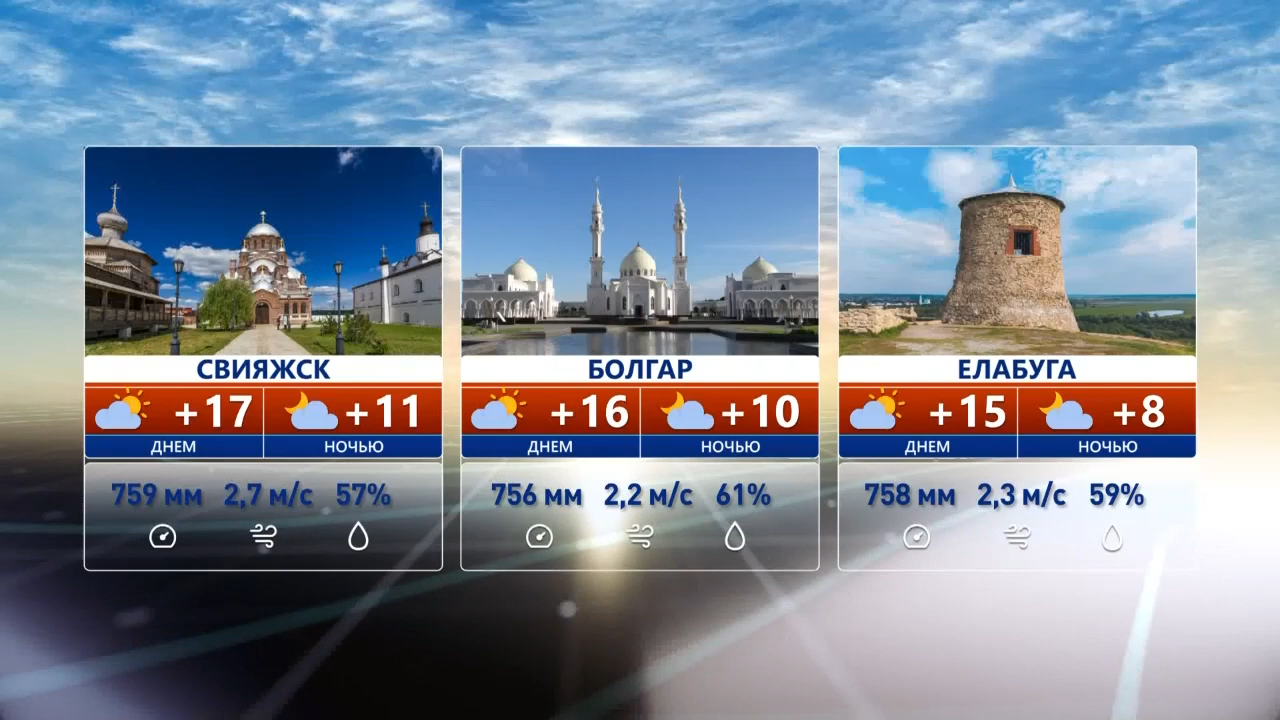 СВИЯЖСК
+17 +11
ДНЕМ НОЧЬЮ
759 мм 2,7 м/с 57%
БОЛГАР
+16 +10
ДНЕМ НОЧЬЮ
756 мм 2,2 м/с 61%
ЕЛАБУГА
+15 +8
ДНЕМ НОЧЬЮ
758 мм 2,3 м/с 59%